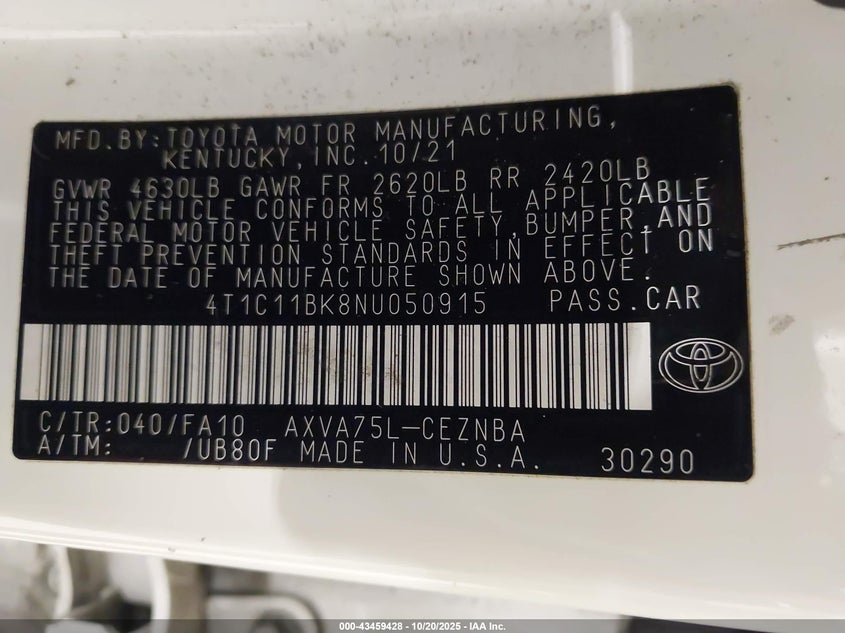 MFD.BY:TOYOTA MOTOR MANUFACTURING,
KENTUCKY,INC.10/21
GVWR 4630LB GAWR FR 2620LB RR 2420LB
THIS VEHICLE CONFORMS TO ALL APPLICABLE
FEDERAL MOTOR VEHICLE SAFETY,BUMPER,AND
THEFT PREVENTION STANDARDS IN EFFECT ON
THE DATE OF MANUFACTURE SHOWN ABOVE.
4T1C11BK8NU050915 PASS.CAR
C/TR:040/FA10 AXVA75L-CEZNBA
A/TM: /UB80F MADE IN U.S.A. 30290
000-43459428 - 10/20/2025 - IAA Inc.